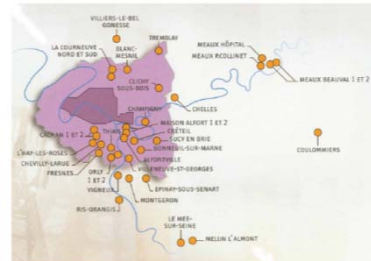 VILLIERS-LE-BEL
GONESSE
TREMBLAY
LA COURNEUVE
NORD ET SUD
BLANC-
MESNIL
CLICHY
SOUS-BOIS
MEAUX HÔPITAL
MEAUX P.COLLINET
MEAUX BEAUVAL 1 ET 2
CHELLES
CHAMPIGNY
MAISON ALFORT 1 ET 2
CACHAN 1 ET 2
THIAIS
CRÉTEIL
SUCY EN BRIE
COULOMMIERS
L'HAY-LES-ROSES
BONNEUIL-SUR-MARNE
CHEVILLY-LARUE
ALFORTVILLE
FRESNES
ORLY
1 ET 2
VILLENEUVE-ST-GEORGES
VIGNEUX
EPINAY-SOUS-SENART
MONTGERON
RIS-ORANGIS
LE MEE-
SUR-SEINE
MELUN L'ALMONT